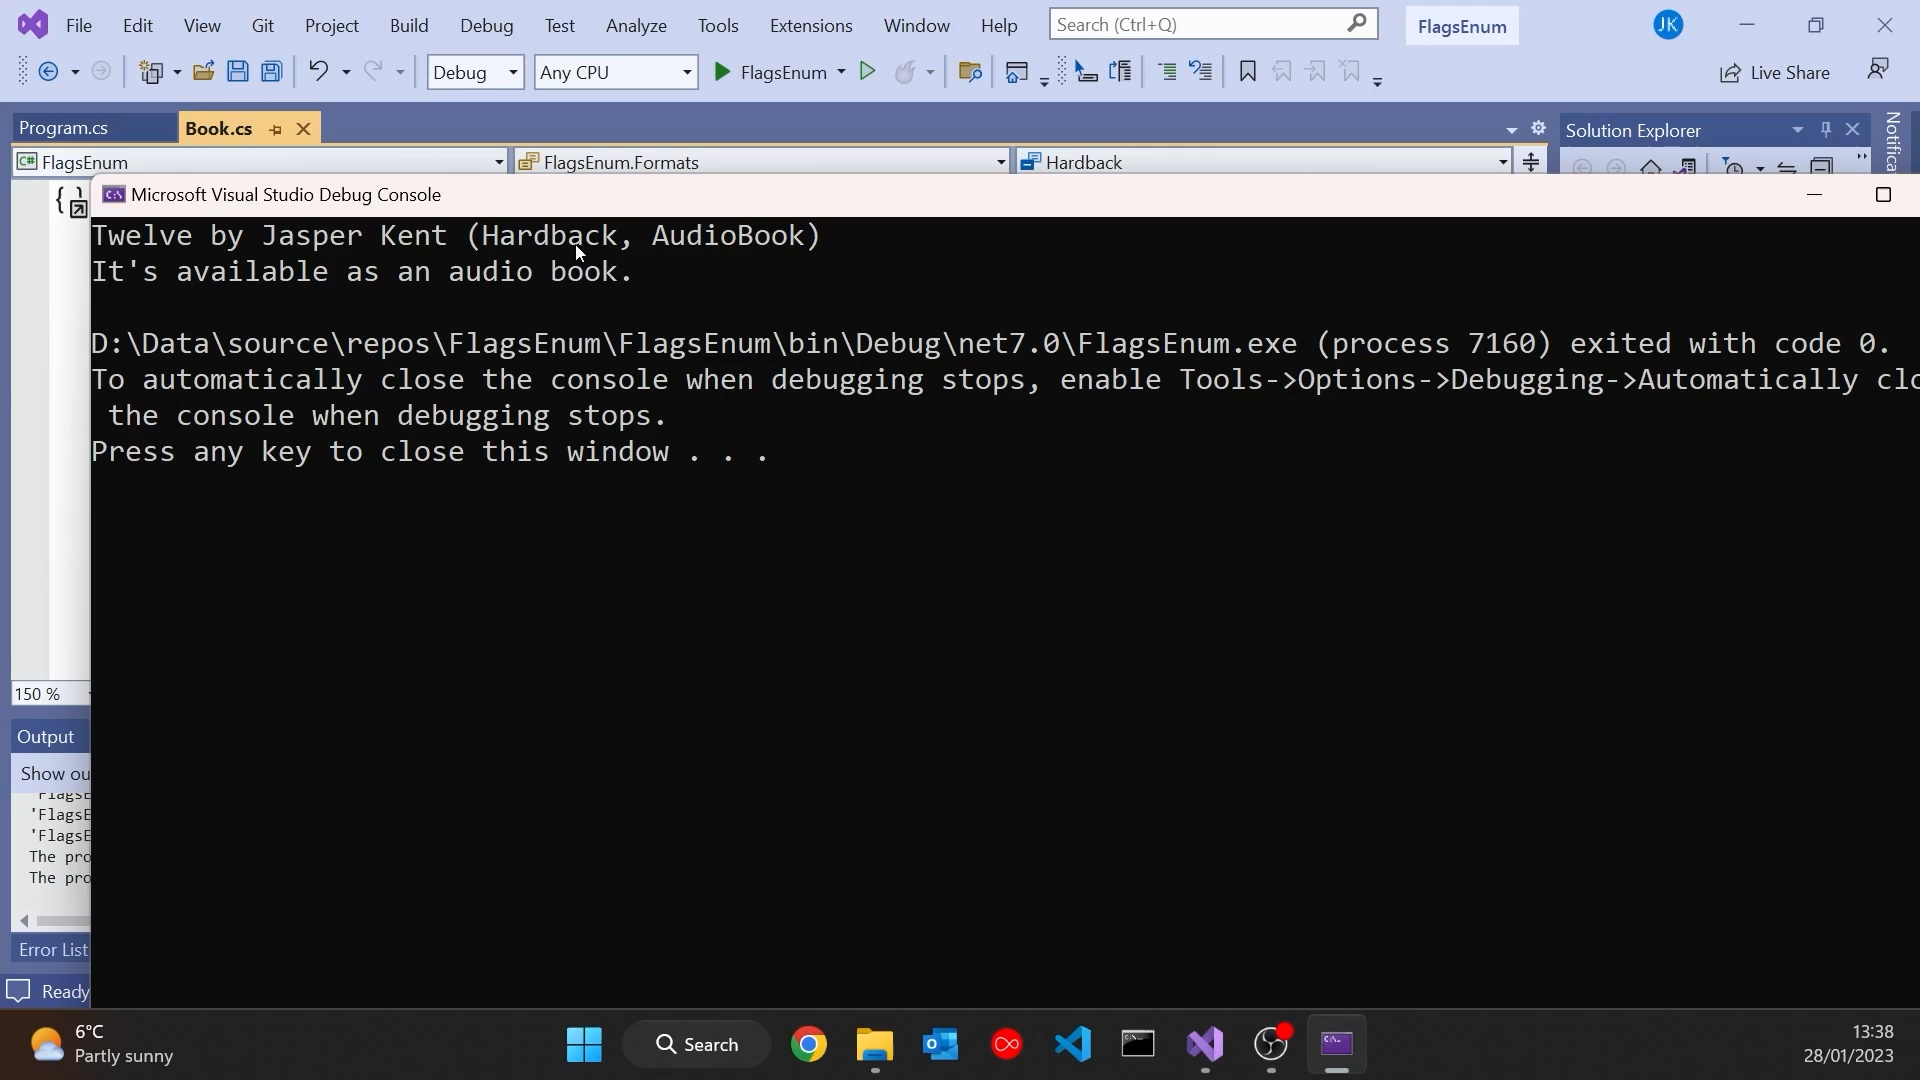 File Edit View Git Project Build Debug Test Analyze Tools Extensions Window Help Search (Ctrl+Q) FlagsEnum JK
Debug Any CPU FlagsEnum Live Share
Program.cs Book.cs Solution Explorer
FlagsEnum FlagsEnum.Formats Hardback
Notifica
Microsoft Visual Studio Debug Console
Twelve by Jasper Kent (Hardback, AudioBook)
It's available as an audio book.
D:\Data\source\repos\FlagsEnum\FlagsEnum\bin\Debug\net7.0\FlagsEnum.exe (process 7160) exited with code 0.
To automatically close the console when debugging stops, enable Tools->Options->Debugging->Automatically clo
the console when debugging stops.
Press any key to close this window . . .
150 %
Output
Show ou
'FlagsE
'FlagsE
'FlagsE
The pro
The pro
Error List
Ready
6°C
Partly sunny
Search
13:38
28/01/2023